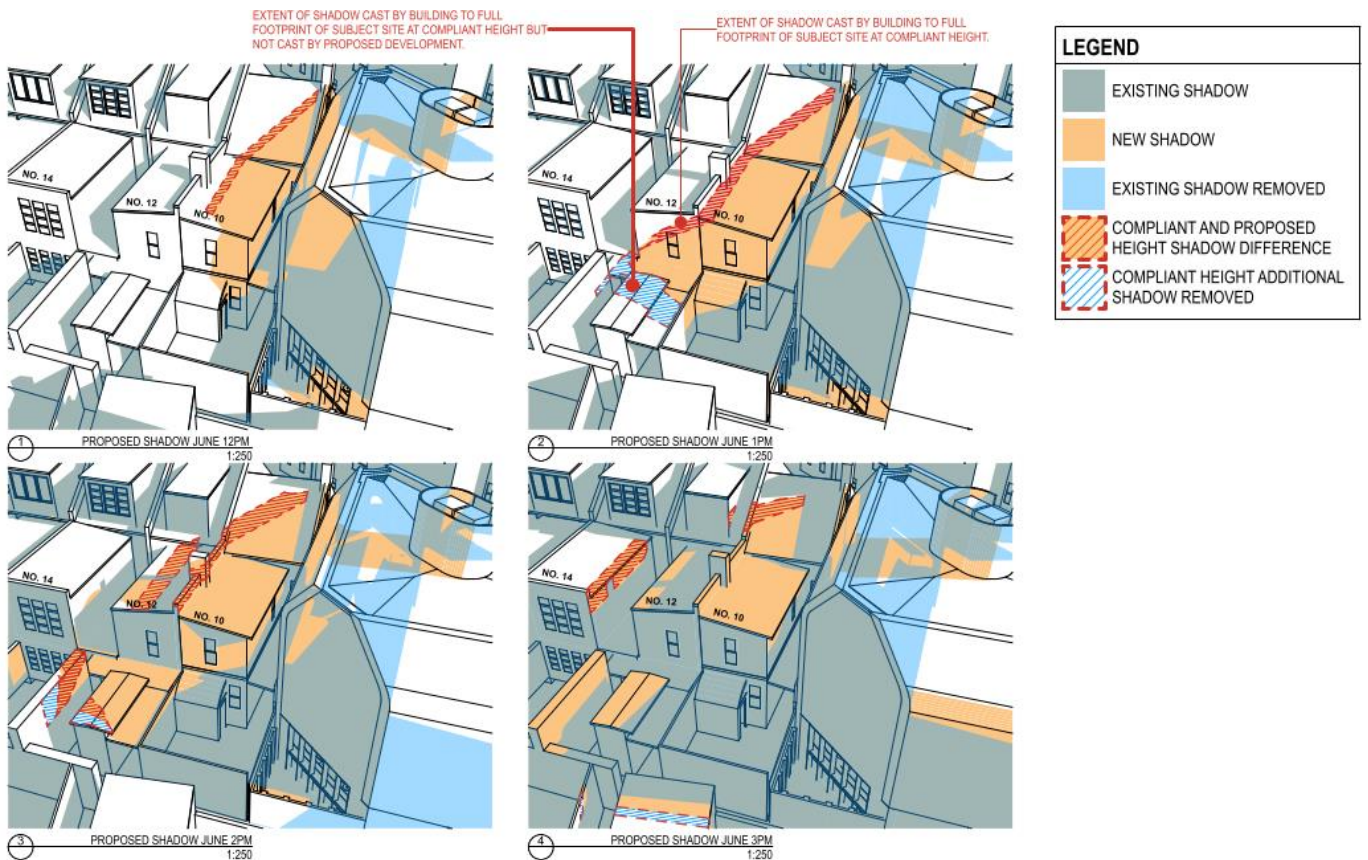 EXTENT OF SHADOW CAST BY BUILDING TO FULL
FOOTPRINT OF SUBJECT SITE AT COMPLIANT HEIGHT BUT
NOT CAST BY PROPOSED DEVELOPMENT.
EXTENT OF SHADOW CAST BY BUILDING TO FULL
FOOTPRINT OF SUBJECT SITE AT COMPLIANT HEIGHT.
LEGEND
EXISTING SHADOW
NEW SHADOW
EXISTING SHADOW REMOVED
COMPLIANT AND PROPOSED
HEIGHT SHADOW DIFFERENCE
COMPLIANT HEIGHT ADDITIONAL
SHADOW REMOVED
NO. 14
NO. 12
NO. 10
1
PROPOSED SHADOW JUNE 12PM
1:250
NO. 14
NO. 12
NO. 10
2
PROPOSED SHADOW JUNE 1PM
1:250
NO. 14
NO. 12
NO. 10
3
PROPOSED SHADOW JUNE 2PM
1:250
NO. 14
NO. 12
NO. 10
4
PROPOSED SHADOW JUNE 3PM
1:250